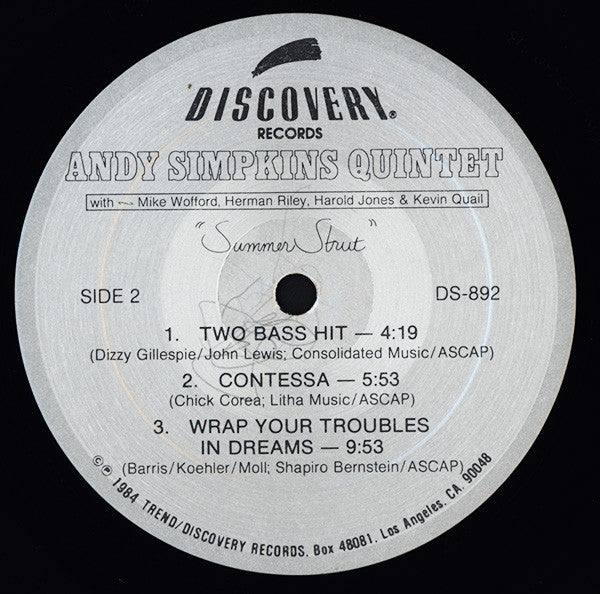 DISCOVERY®
RECORDS
ANDY SIMPKINS QUINTET
with ~ Mike Wofford, Herman Riley, Harold Jones & Kevin Quail
"Summer Strut"
SIDE 2
DS-892
1. TWO BASS HIT — 4:19
(Dizzy Gillespie/John Lewis; Consolidated Music/ASCAP)
2. CONTESSA — 5:53
(Chick Corea; Litha Music/ASCAP)
3. WRAP YOUR TROUBLES
IN DREAMS — 9:53
(Barris/Koehler/Moll; Shapiro Bernstein/ASCAP)
© ℗ 1984 TREND/DISCOVERY RECORDS. Box 48081. Los Angeles, CA. 90048